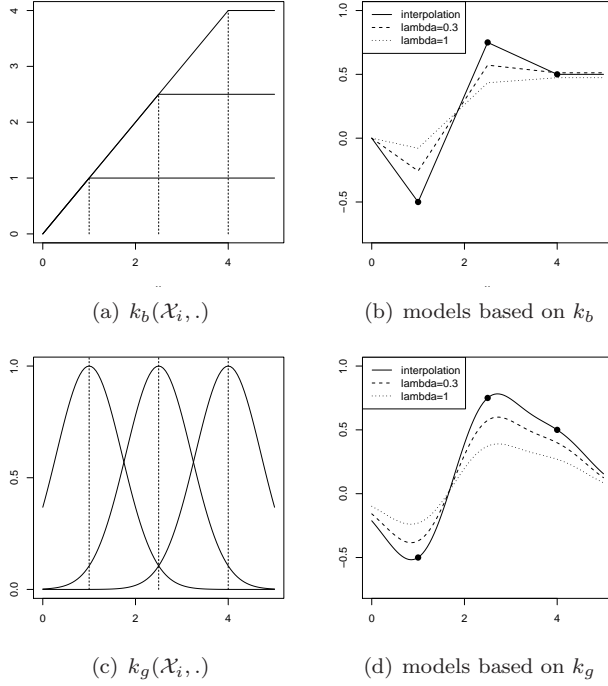 0 1 2 3 4
0 2 4
(a) k_b(𝒳_i, .)
interpolation
lambda=0.3
lambda=1
−0.5 0.0 0.5 1.0
0 2 4
(b) models based on k_b
0.0 0.5 1.0
0 2 4
(c) k_g(𝒳_i, .)
interpolation
lambda=0.3
lambda=1
−0.5 0.0 0.5 1.0
0 2 4
(d) models based on k_g